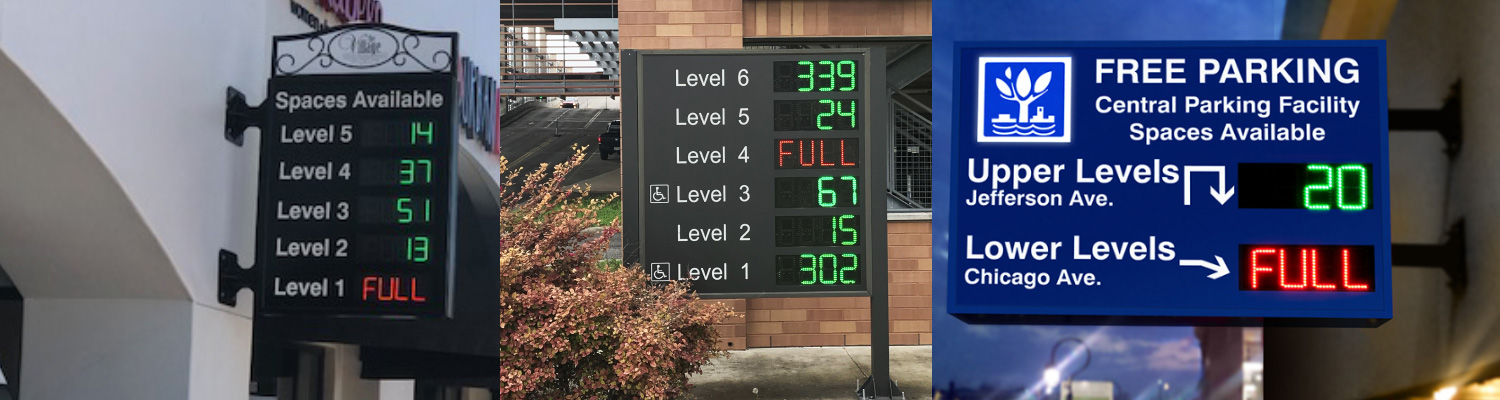 The
Village
Spaces Available
Level 5 14
Level 4 37
Level 3 51
Level 2 13
Level 1 FULL
Level 6 339
Level 5 24
Level 4 FULL
Level 3 67
Level 2 15
Level 1 302
FREE PARKING
Central Parking Facility
Spaces Available
Upper Levels 20
Jefferson Ave.
Lower Levels FULL
Chicago Ave.